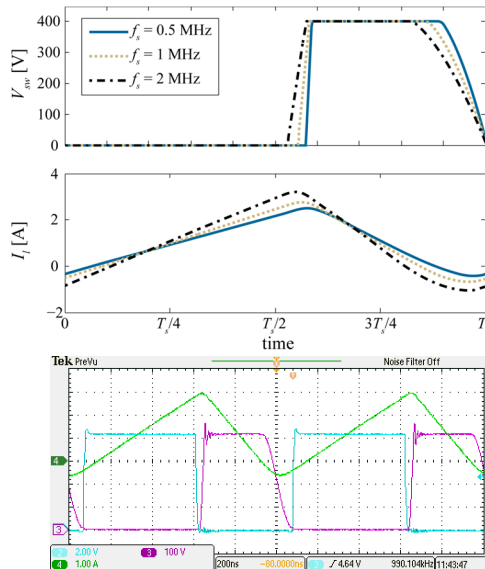 400
300
200
100
0
V_sw [V]
f_s = 0.5 MHz
f_s = 1 MHz
f_s = 2 MHz
4
2
0
−2
I_l [A]
0
T_s/4
T_s/2
3T_s/4
T
time
Tek PreVu
Noise Filter Off
T
4
3
2 2.00 V
3 100 V
4 1.00 A
200ns
−80.0000ns
2
4.64 V
990.104kHz
11:43:47